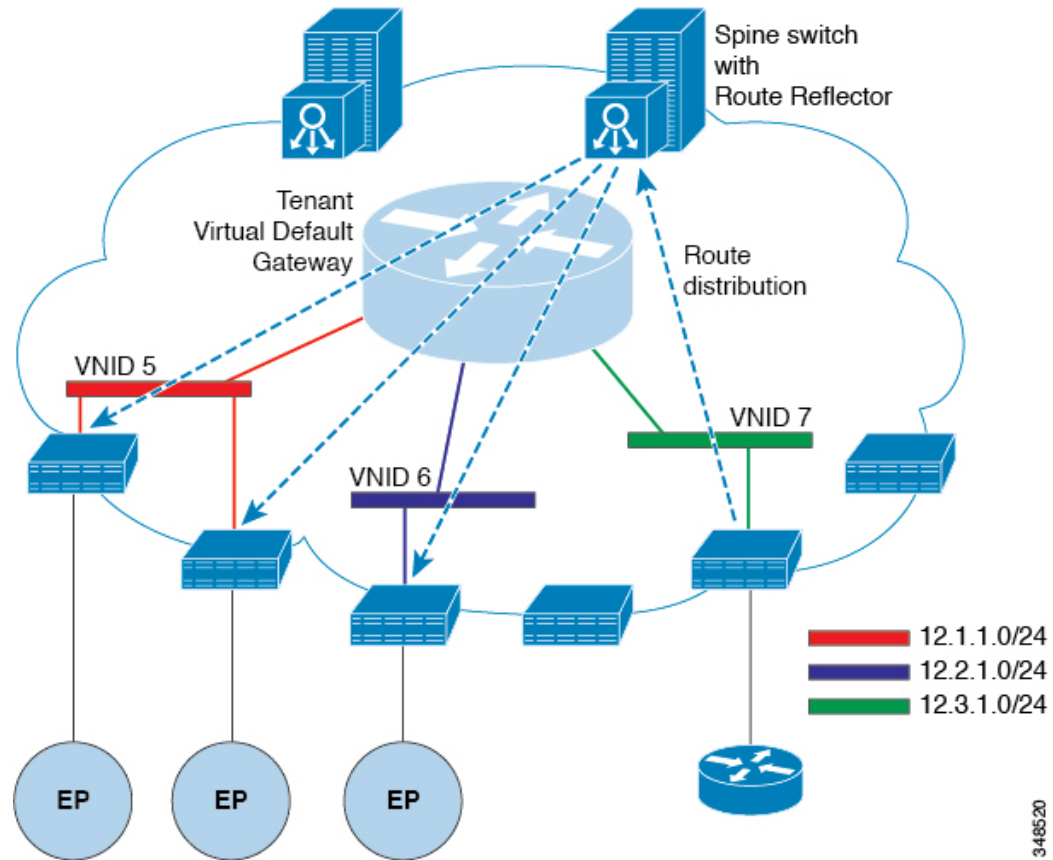 Spine switch
with
Route Reflector
Tenant
Virtual Default
Gateway
Route
distribution
VNID 5
VNID 7
VNID 6
12.1.1.0/24
12.2.1.0/24
12.3.1.0/24
EP
EP
EP
348520